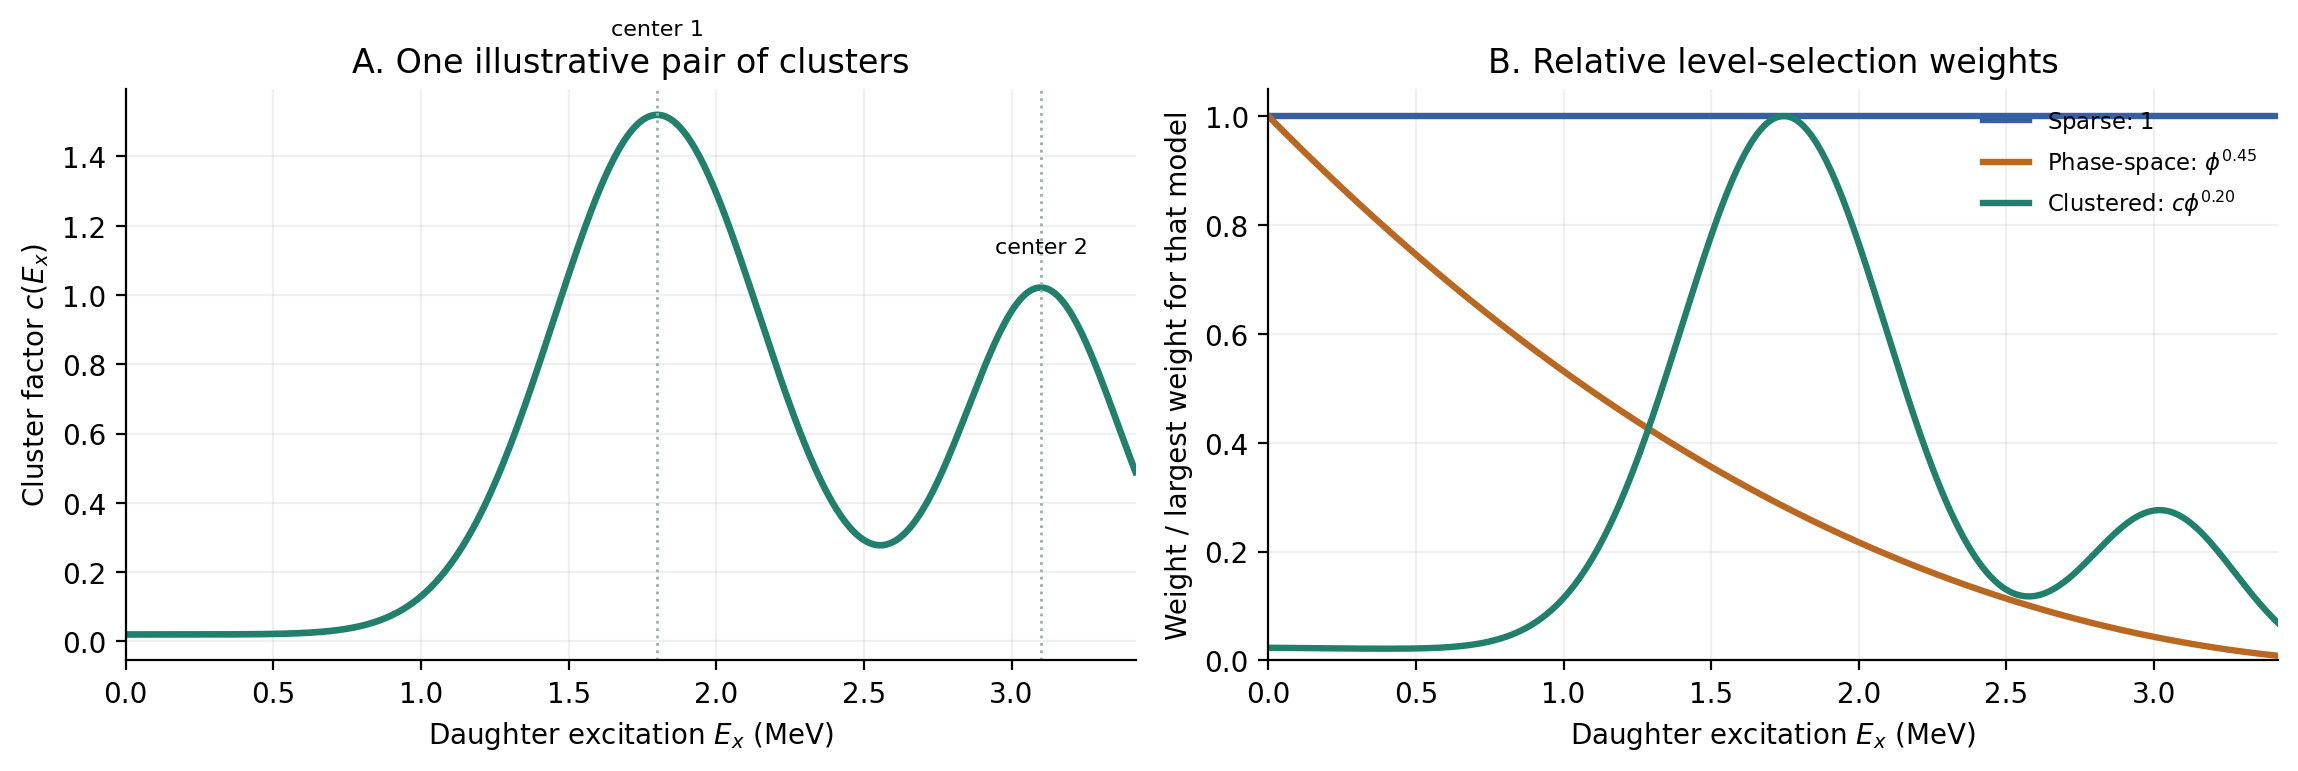 center 1
A. One illustrative pair of clusters
center 2
Cluster factor c(Eₓ)
1.4
1.2
1.0
0.8
0.6
0.4
0.2
0.0
0.0 0.5 1.0 1.5 2.0 2.5 3.0
Daughter excitation Eₓ (MeV)
B. Relative level-selection weights
Sparse: 1
Phase-space: ϕ^0.45
Clustered: cϕ^0.20
Weight / largest weight for that model
1.0
0.8
0.6
0.4
0.2
0.0
0.0 0.5 1.0 1.5 2.0 2.5 3.0
Daughter excitation Eₓ (MeV)